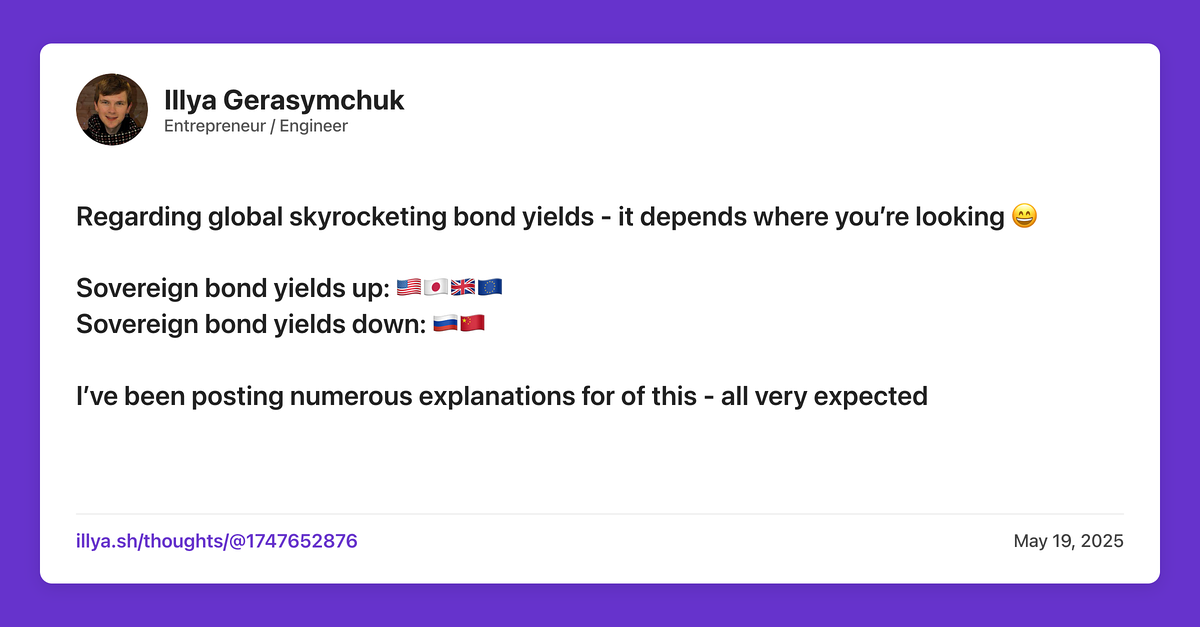 Illya Gerasymchuk
Entrepreneur / Engineer
Regarding global skyrocketing bond yields - it depends where you’re looking 😄
Sovereign bond yields up: 🇺🇸🇯🇵🇬🇧🇪🇺
Sovereign bond yields down: 🇷🇺🇨🇳
I’ve been posting numerous explanations for of this - all very expected
illya.sh/thoughts/@1747652876
May 19, 2025